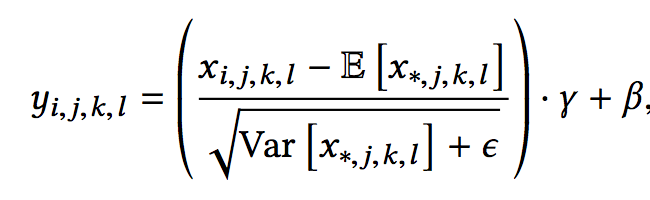 y_{i,j,k,l} = \left( \frac{x_{i,j,k,l} - \mathbb{E}\left[x_{*,j,k,l}\right]}{\sqrt{\mathrm{Var}\left[x_{*,j,k,l}\right] + \epsilon}} \right) \cdot \gamma + \beta,